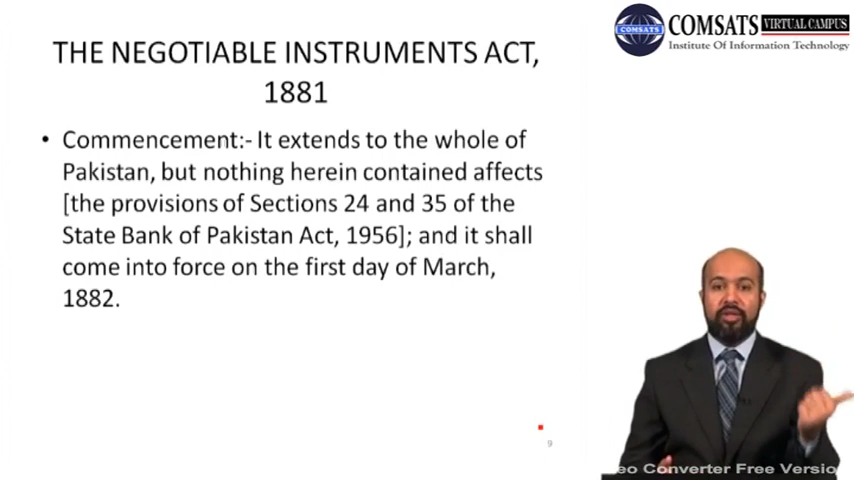 THE NEGOTIABLE INSTRUMENTS ACT,
1881
• Commencement:- It extends to the whole of
Pakistan, but nothing herein contained affects
[the provisions of Sections 24 and 35 of the
State Bank of Pakistan Act, 1956]; and it shall
come into force on the first day of March,
1882.
9
COMSATS
COMSATS VIRTUAL CAMPUS
Institute Of Information Technology
eo Converter Free Versio